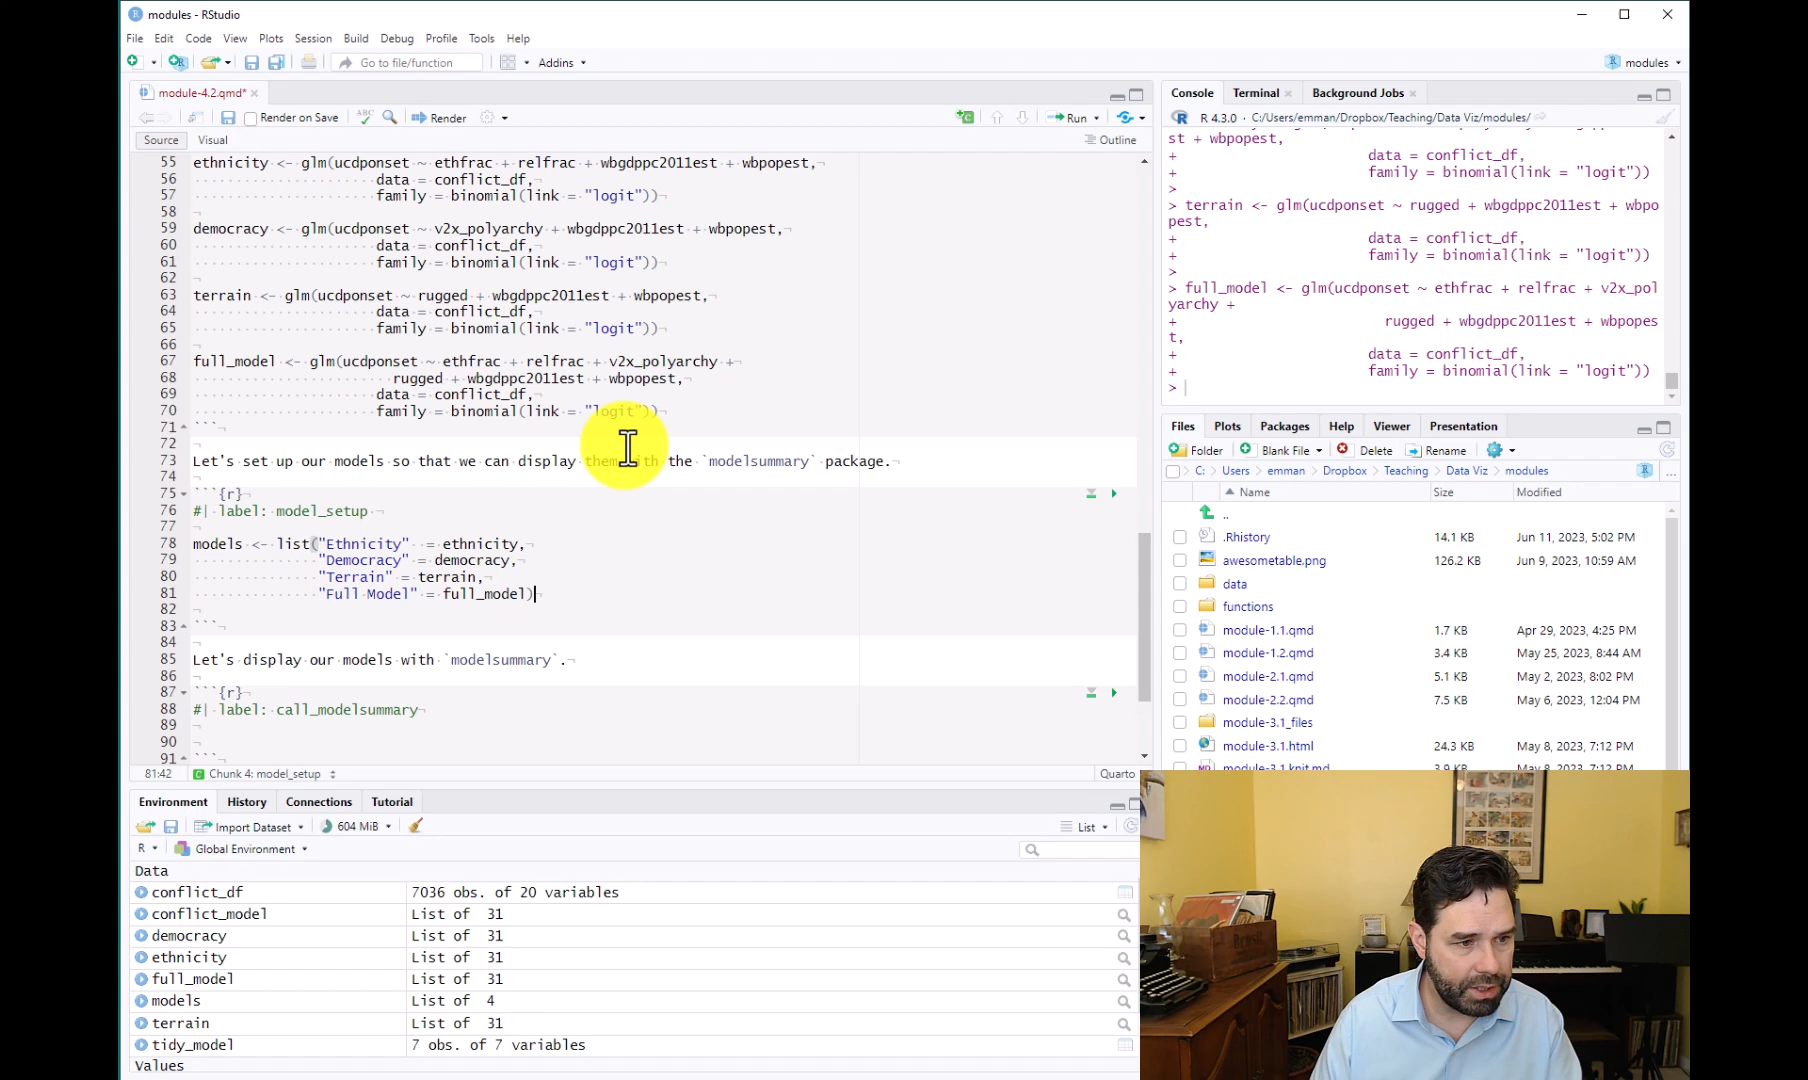 modules - RStudio
File Edit Code View Plots Session Build Debug Profile Tools Help
Go to file/function Addins modules
module-4.2.qmd*
Render on Save Render Run
Source Visual Outline
55 ethnicity <- glm(ucdponset ~ ethfrac + relfrac + wbgdppc2011est + wbpopest,
56 data = conflict_df,
57 family = binomial(link = "logit"))
58
59 democracy <- glm(ucdponset ~ v2x_polyarchy + wbgdppc2011est + wbpopest,
60 data = conflict_df,
61 family = binomial(link = "logit"))
62
63 terrain <- glm(ucdponset ~ rugged + wbgdppc2011est + wbpopest,
64 data = conflict_df,
65 family = binomial(link = "logit"))
66
67 full_model <- glm(ucdponset ~ ethfrac + relfrac + v2x_polyarchy +
68 rugged + wbgdppc2011est + wbpopest,
69 data = conflict_df,
70 family = binomial(link = "logit"))
71 ```
72
73 Let's set up our models so that we can display them with the `modelsummary` package.
74
75 ```{r}
76 #| label: model_setup
77
78 models <- list("Ethnicity" = ethnicity,
79 "Democracy" = democracy,
80 "Terrain" = terrain,
81 "Full Model" = full_model)
82
83 ```
84
85 Let's display our models with `modelsummary`.
86
87 ```{r}
88 #| label: call_modelsummary
89
90
91 ```
81:42 Chunk 4: model_setup Quarto
Environment History Connections Tutorial
Import Dataset 604 MiB List
R Global Environment
Data
conflict_df 7036 obs. of 20 variables
conflict_model List of 31
democracy List of 31
ethnicity List of 31
full_model List of 31
models List of 4
terrain List of 31
tidy_model 7 obs. of 7 variables
Values
Console Terminal Background Jobs
R 4.3.0 · C:/Users/emman/Dropbox/Teaching/Data Viz/modules/
st + wbpopest,
+ data = conflict_df,
+ family = binomial(link = "logit"))
>
> terrain <- glm(ucdponset ~ rugged + wbgdppc2011est + wbpo
pest,
+ data = conflict_df,
+ family = binomial(link = "logit"))
>
> full_model <- glm(ucdponset ~ ethfrac + relfrac + v2x_pol
yarchy +
+ rugged + wbgdppc2011est + wbpopes
t,
+ data = conflict_df,
+ family = binomial(link = "logit"))
>
Files Plots Packages Help Viewer Presentation
Folder Blank File Delete Rename
C: Users emman Dropbox Teaching Data Viz modules
Name Size Modified
..
.Rhistory 14.1 KB Jun 11, 2023, 5:02 PM
awesometable.png 126.2 KB Jun 9, 2023, 10:59 AM
data
functions
module-1.1.qmd 1.7 KB Apr 29, 2023, 4:25 PM
module-1.2.qmd 3.4 KB May 25, 2023, 8:44 AM
module-2.1.qmd 5.1 KB May 2, 2023, 8:02 PM
module-2.2.qmd 7.5 KB May 6, 2023, 12:04 PM
module-3.1_files
module-3.1.html 24.3 KB May 8, 2023, 7:12 PM
module-3.1.knit.md 3.9 KB May 8, 2023, 7:12 PM